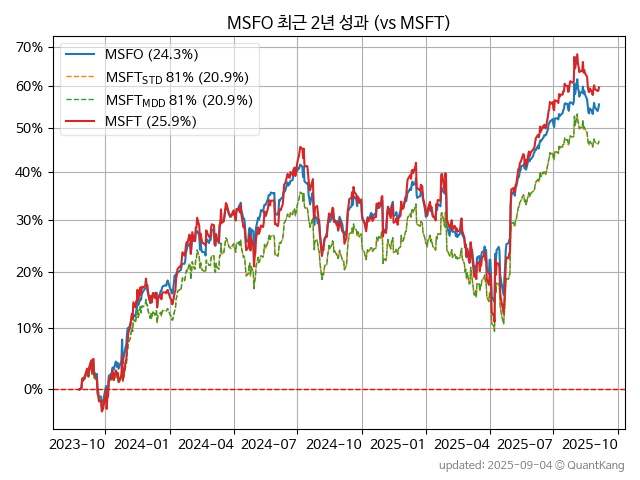 MSFO 최근 2년 성과 (vs MSFT)
70%
60%
50%
40%
30%
20%
10%
0%
MSFO (24.3%)
MSFT_STD 81% (20.9%)
MSFT_MDD 81% (20.9%)
MSFT (25.9%)
2023-10 2024-01 2024-04 2024-07 2024-10 2025-01 2025-04 2025-07 2025-10
updated: 2025-09-04 © QuantKang